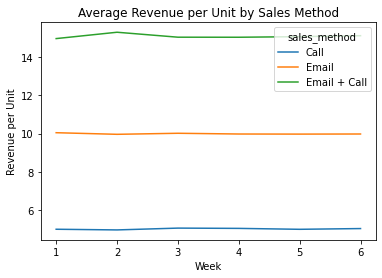 Average Revenue per Unit by Sales Method
sales_method
Call
Email
Email + Call
Revenue per Unit
14
12
10
8
6
1 2 3 4 5 6
Week